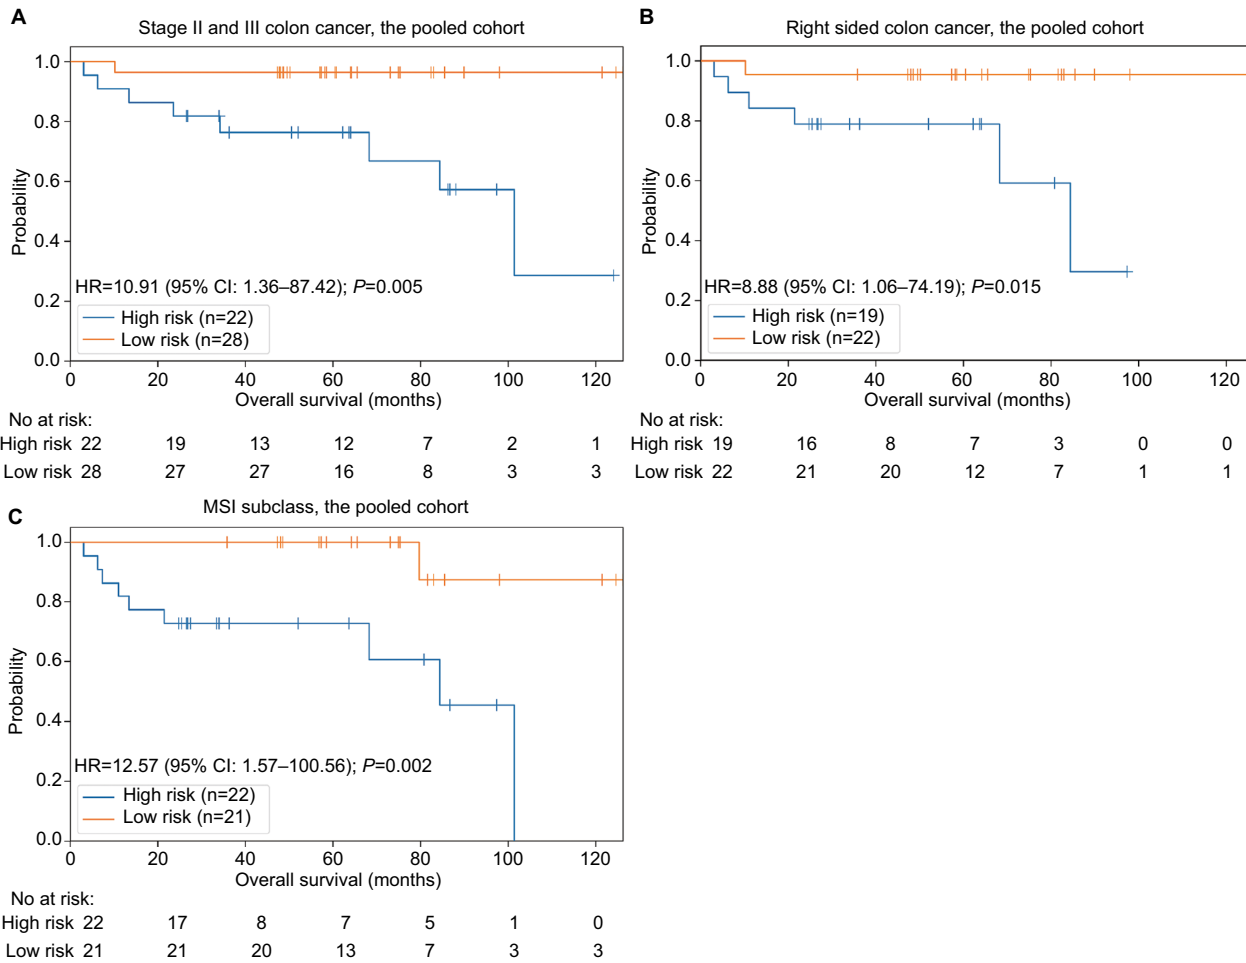 A
Stage II and III colon cancer, the pooled cohort
1.0
0.8
0.6
0.4
0.2
0.0
Probability
HR=10.91 (95% CI: 1.36–87.42); P=0.005
High risk (n=22)
Low risk (n=28)
0 20 40 60 80 100 120
Overall survival (months)
No at risk:
High risk 22 19 13 12 7 2 1
Low risk 28 27 27 16 8 3 3
B
Right sided colon cancer, the pooled cohort
1.0
0.8
0.6
0.4
0.2
0.0
Probability
HR=8.88 (95% CI: 1.06–74.19); P=0.015
High risk (n=19)
Low risk (n=22)
0 20 40 60 80 100 120
Overall survival (months)
No at risk:
High risk 19 16 8 7 3 0 0
Low risk 22 21 20 12 7 1 1
C
MSI subclass, the pooled cohort
1.0
0.8
0.6
0.4
0.2
0.0
Probability
HR=12.57 (95% CI: 1.57–100.56); P=0.002
High risk (n=22)
Low risk (n=21)
0 20 40 60 80 100 120
Overall survival (months)
No at risk:
High risk 22 17 8 7 5 1 0
Low risk 21 21 20 13 7 3 3